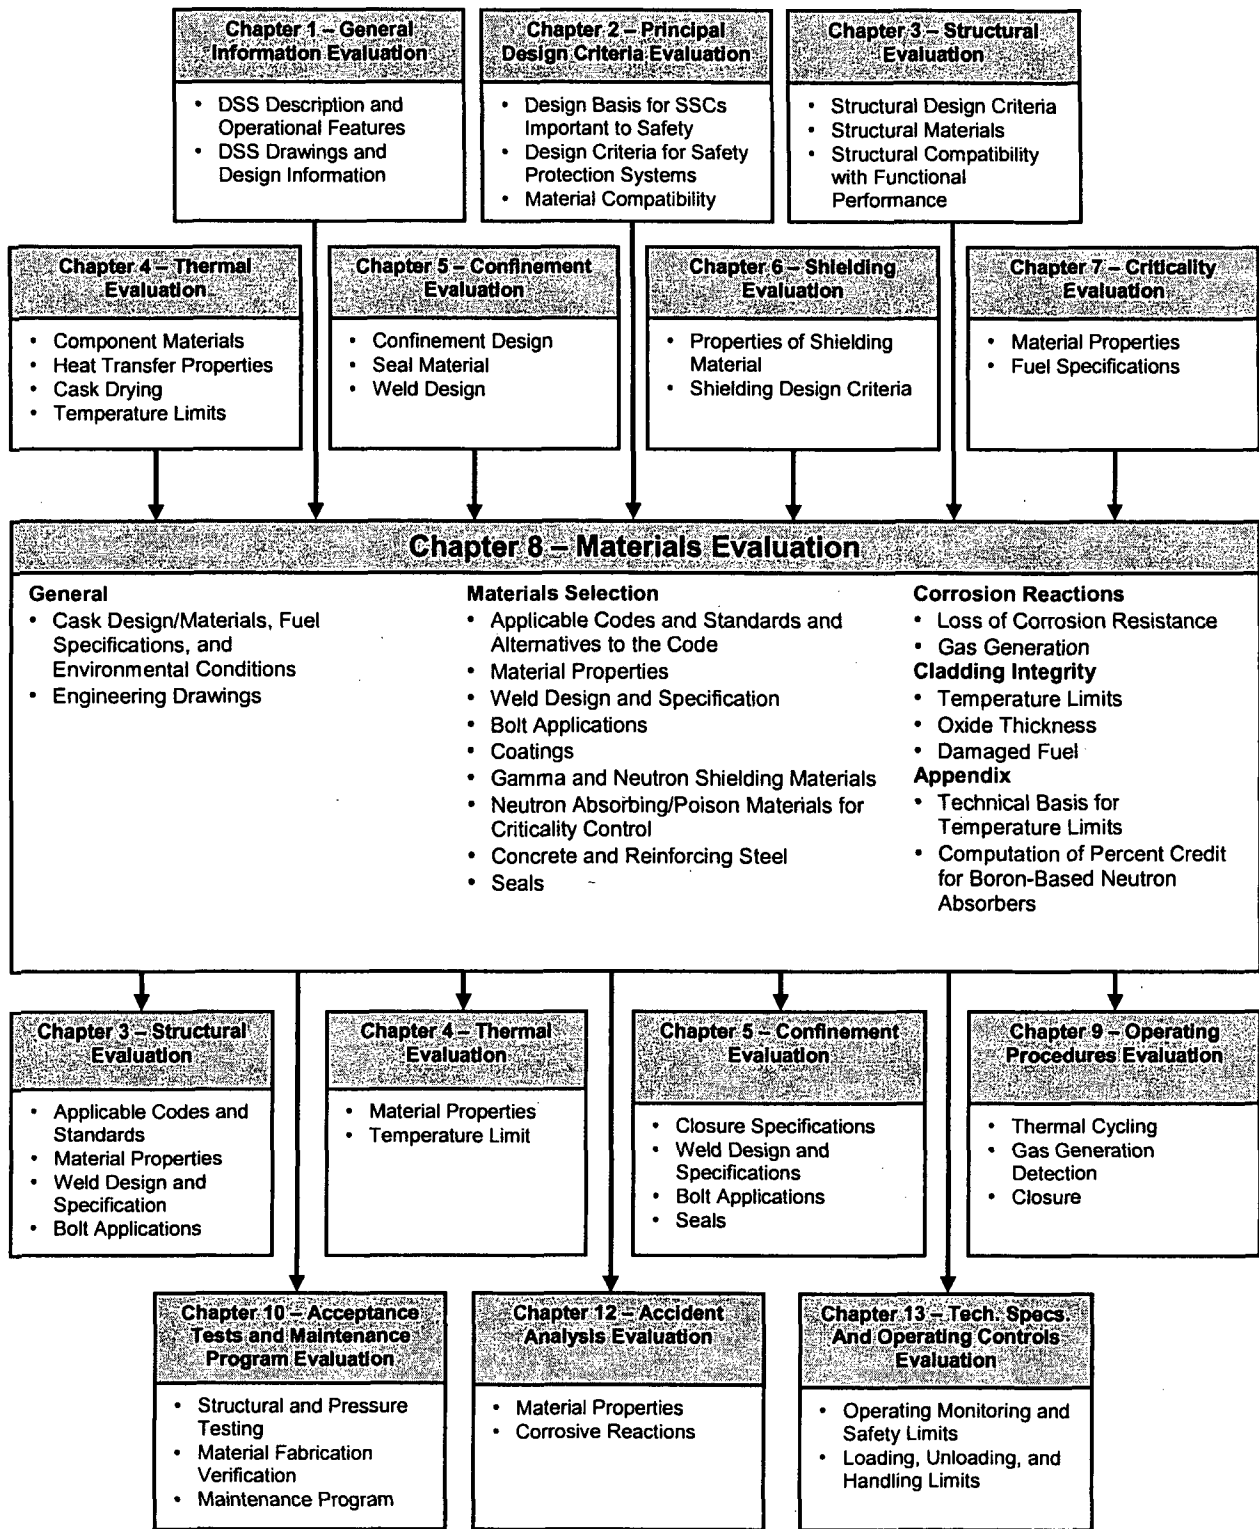 Chapter 1 – General
Information Evaluation
• DSS Description and
Operational Features
• DSS Drawings and
Design Information
Chapter 2 – Principal
Design Criteria Evaluation
• Design Basis for SSCs
Important to Safety
• Design Criteria for Safety
Protection Systems
• Material Compatibility
Chapter 3 – Structural
Evaluation
• Structural Design Criteria
• Structural Materials
• Structural Compatibility
with Functional
Performance
Chapter 4 – Thermal
Evaluation
• Component Materials
• Heat Transfer Properties
• Cask Drying
• Temperature Limits
Chapter 5 – Confinement
Evaluation
• Confinement Design
• Seal Material
• Weld Design
Chapter 6 – Shielding
Evaluation
• Properties of Shielding
Material
• Shielding Design Criteria
Chapter 7 – Criticality
Evaluation
• Material Properties
• Fuel Specifications
Chapter 8 – Materials Evaluation
General
• Cask Design/Materials, Fuel
Specifications, and
Environmental Conditions
• Engineering Drawings
Materials Selection
• Applicable Codes and Standards and
Alternatives to the Code
• Material Properties
• Weld Design and Specification
• Bolt Applications
• Coatings
• Gamma and Neutron Shielding Materials
• Neutron Absorbing/Poison Materials for
Criticality Control
• Concrete and Reinforcing Steel
• Seals
Corrosion Reactions
• Loss of Corrosion Resistance
• Gas Generation
Cladding Integrity
• Temperature Limits
• Oxide Thickness
• Damaged Fuel
Appendix
• Technical Basis for
Temperature Limits
• Computation of Percent Credit
for Boron-Based Neutron
Absorbers
Chapter 3 – Structural
Evaluation
• Applicable Codes and
Standards
• Material Properties
• Weld Design and
Specification
• Bolt Applications
Chapter 4 – Thermal
Evaluation
• Material Properties
• Temperature Limit
Chapter 5 – Confinement
Evaluation
• Closure Specifications
• Weld Design and
Specifications
• Bolt Applications
• Seals
Chapter 9 – Operating
Procedures Evaluation
• Thermal Cycling
• Gas Generation
Detection
• Closure
Chapter 10 – Acceptance
Tests and Maintenance
Program Evaluation
• Structural and Pressure
Testing
• Material Fabrication
Verification
• Maintenance Program
Chapter 12 – Accident
Analysis Evaluation
• Material Properties
• Corrosive Reactions
Chapter 13 – Tech. Specs.
And Operating Controls
Evaluation
• Operating Monitoring and
Safety Limits
• Loading, Unloading, and
Handling Limits